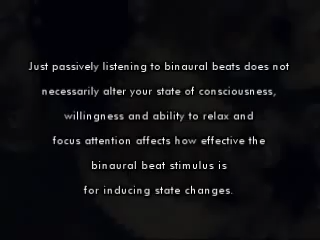 Just passively listening to binaural beats does not
necessarily alter your state of consciousness,
willingness and ability to relax and
focus attention affects how effective the
binaural beat stimulus is
for inducing state changes.